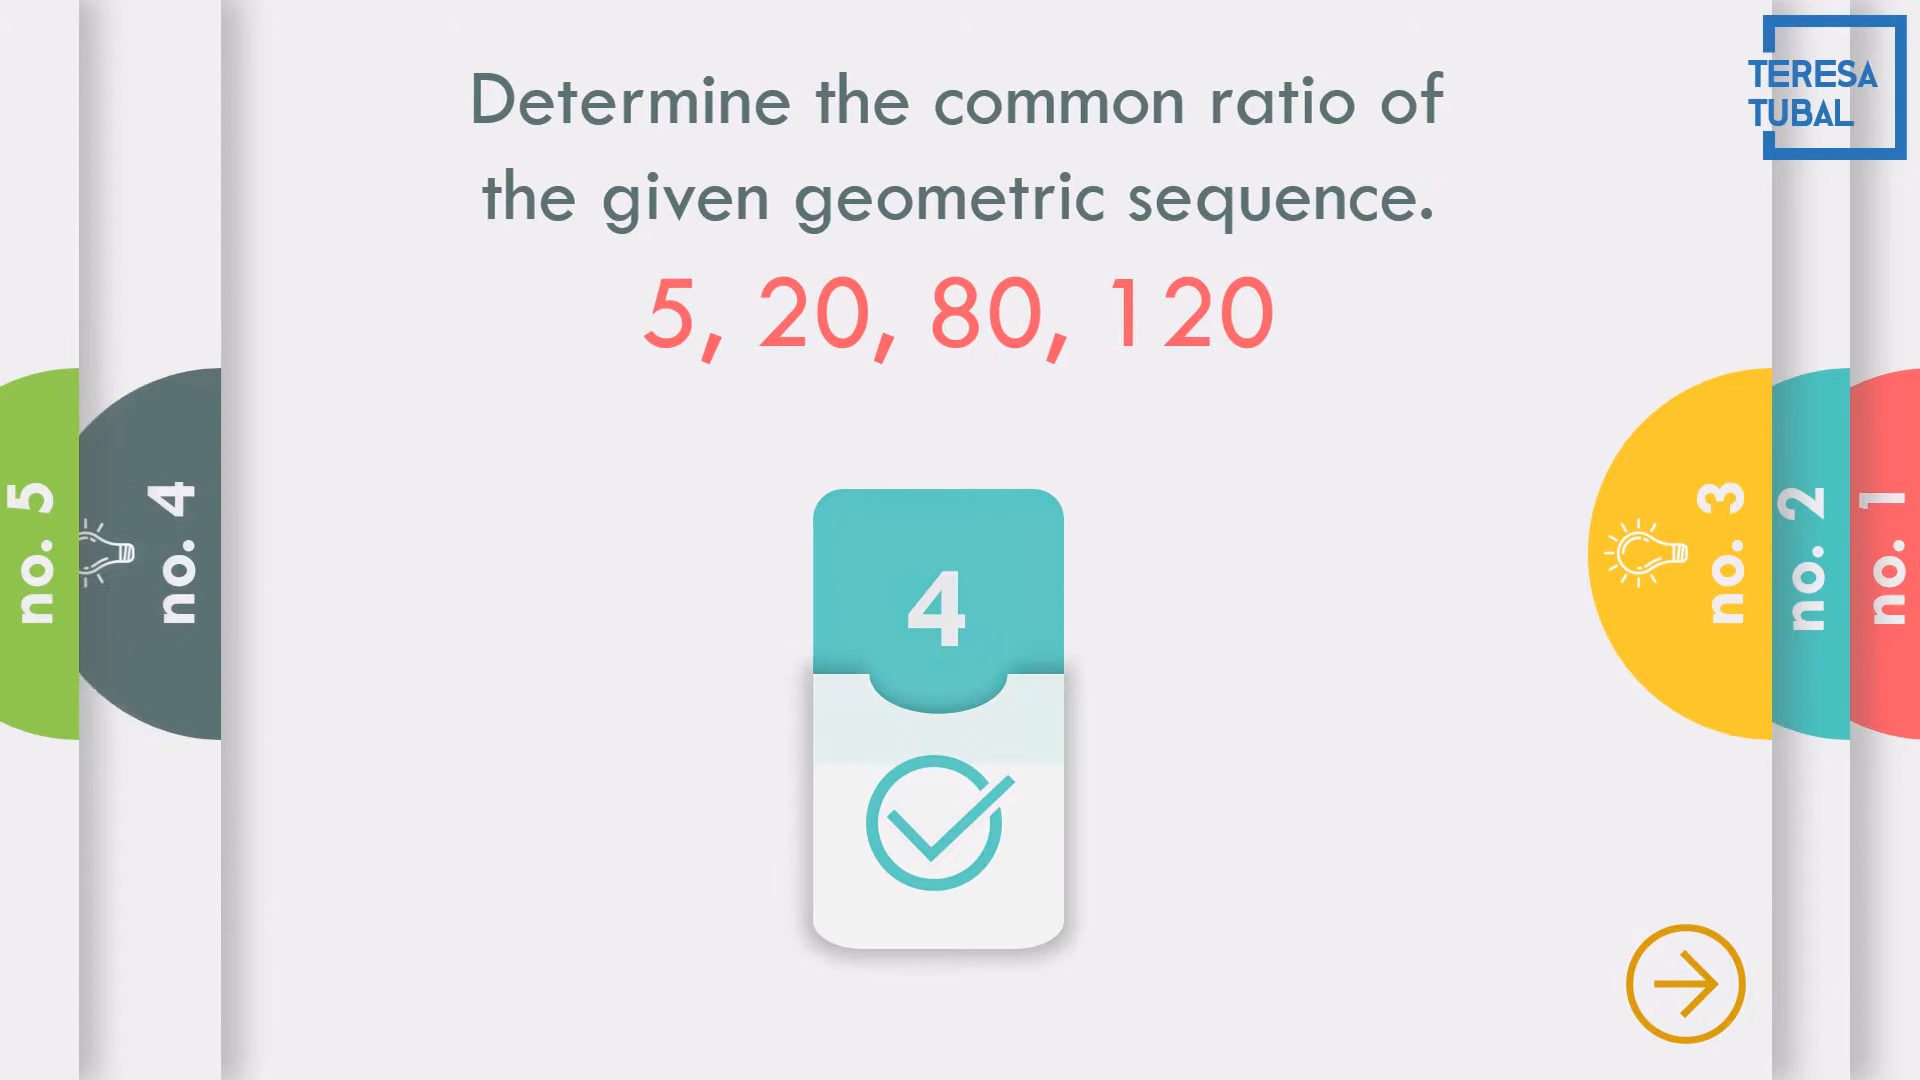 Determine the common ratio of
the given geometric sequence.
5, 20, 80, 120
4
no. 5
no. 4
no. 3
no. 2
no. 1
TERESA
TUBAL